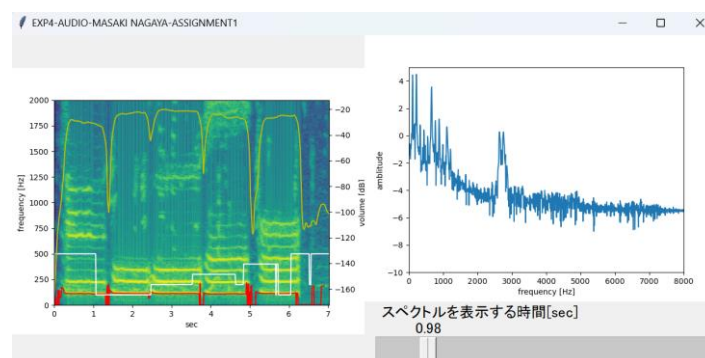 EXP4-AUDIO-MASAKI NAGAYA-ASSIGNMENT1
2000
1750
1500
1250
1000
750
500
250
0
frequency [Hz]
0 1 2 3 4 5 6 7
sec
−20
−40
−60
−80
−100
−120
−140
−160
volume [dB]
4
2
0
−2
−4
−6
−8
−10
amblitude
0 1000 2000 3000 4000 5000 6000 7000 8000
frequency [Hz]
スペクトルを表示する時間[sec]
0.98